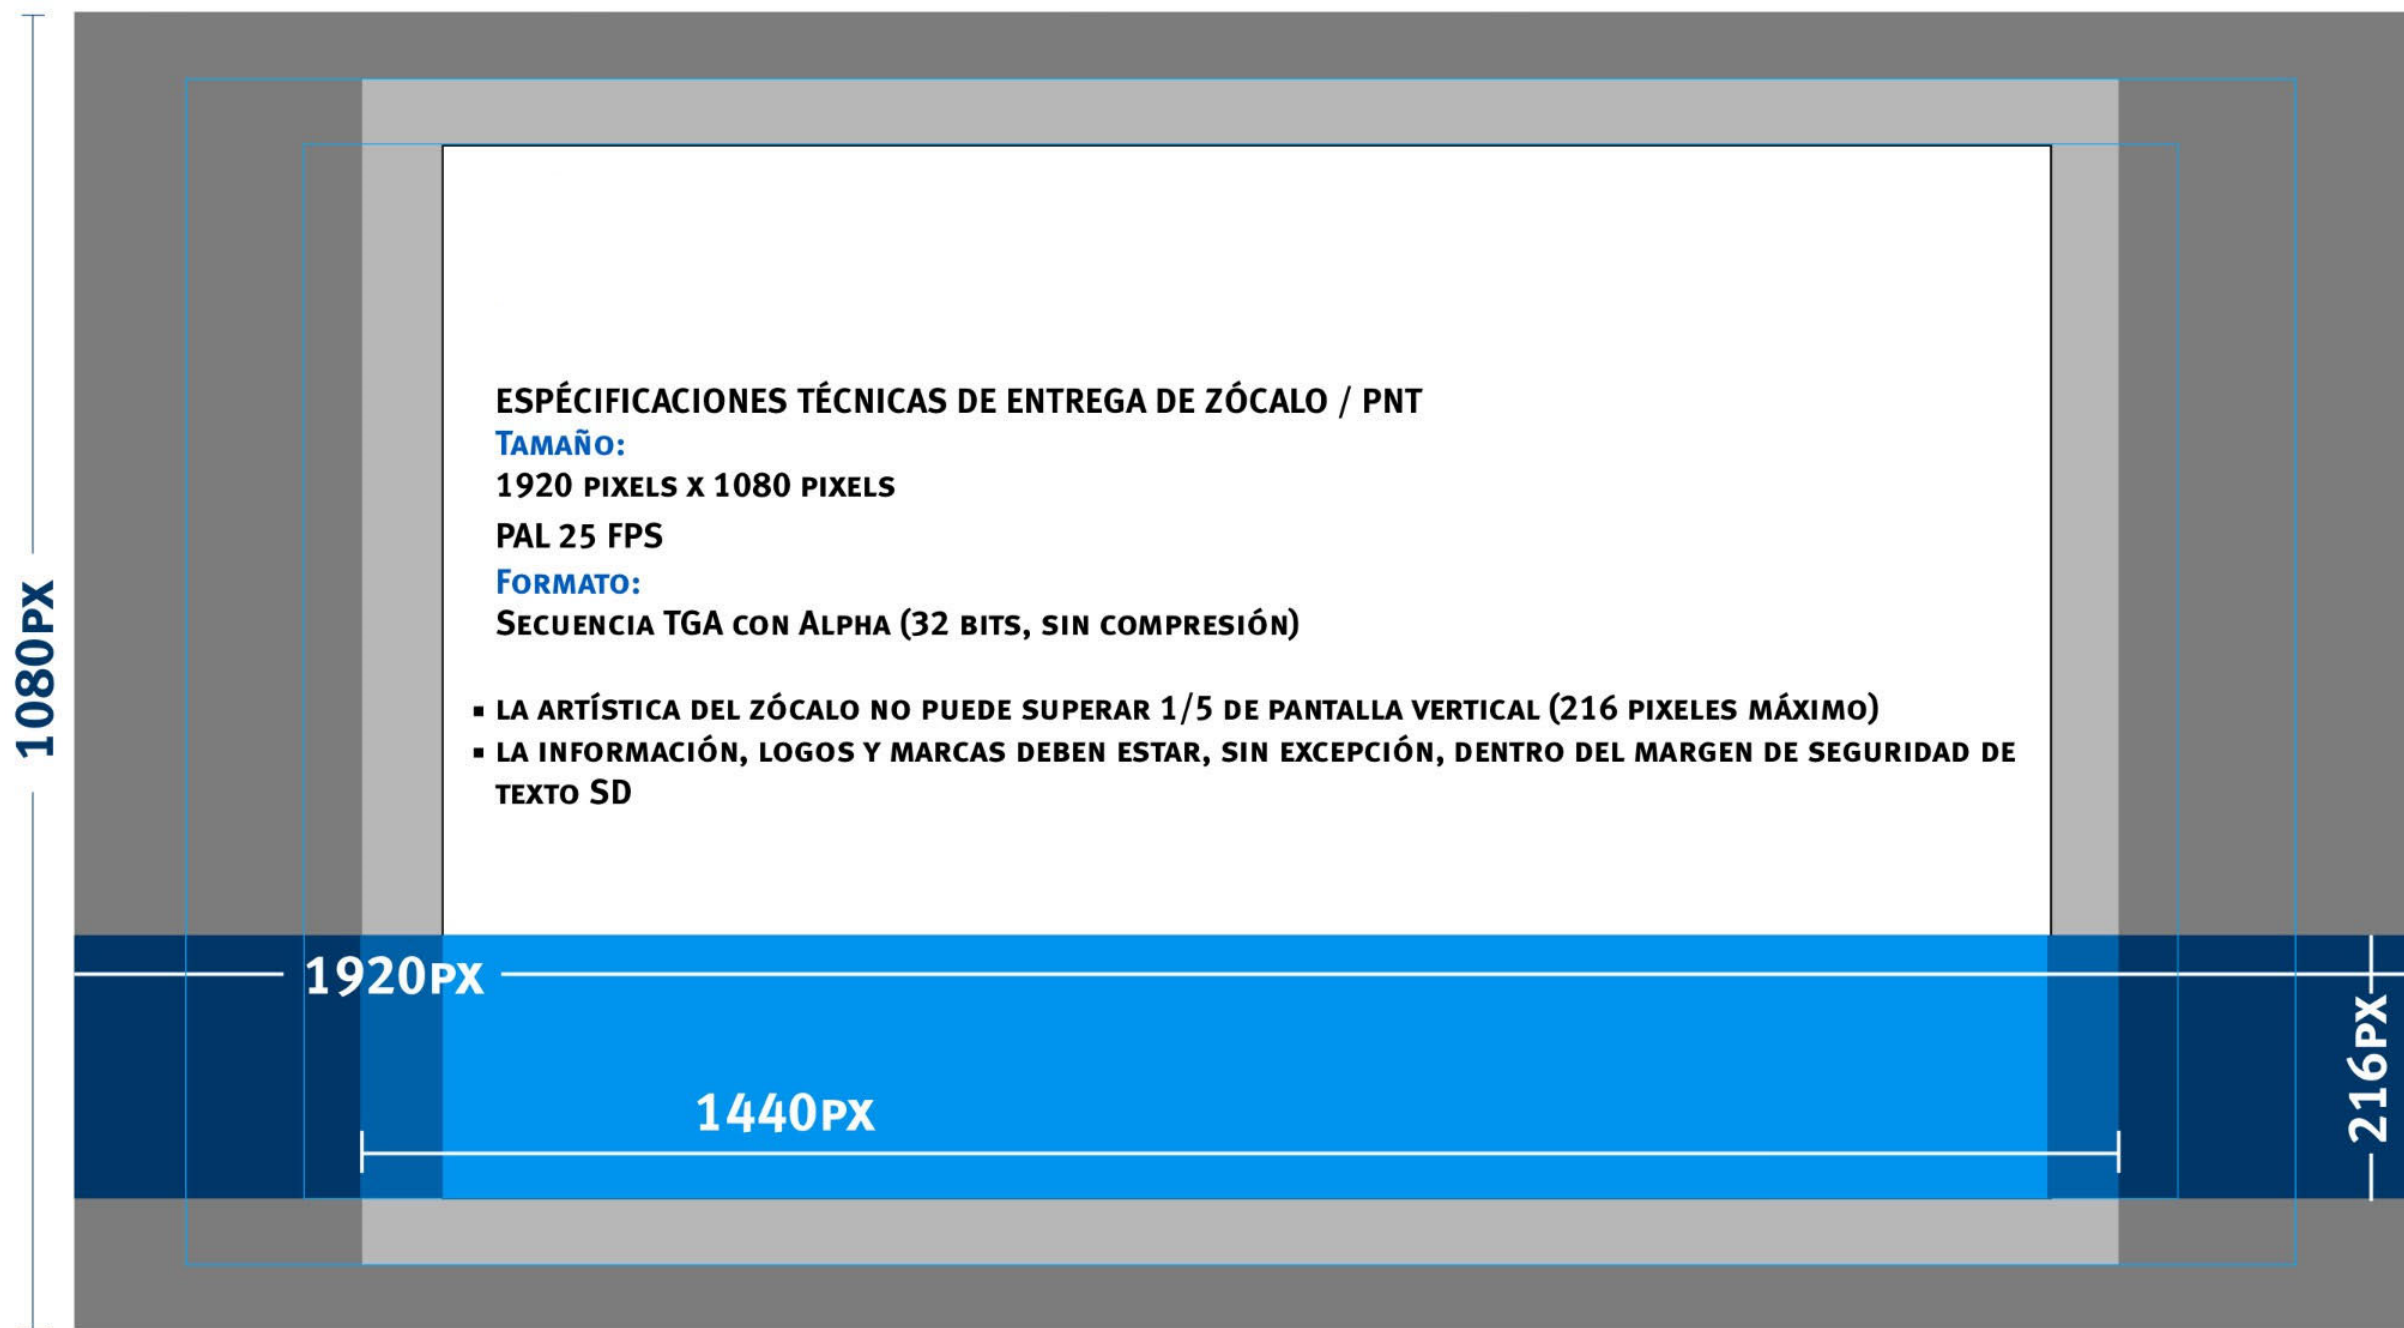 ESPÉCIFICACIONES TÉCNICAS DE ENTREGA DE ZÓCALO / PNT
TAMAÑO:
1920 PIXELS X 1080 PIXELS
PAL 25 FPS
FORMATO:
SECUENCIA TGA CON ALPHA (32 BITS, SIN COMPRESIÓN)
▪ LA ARTÍSTICA DEL ZÓCALO NO PUEDE SUPERAR 1/5 DE PANTALLA VERTICAL (216 PIXELES MÁXIMO)
▪ LA INFORMACIÓN, LOGOS Y MARCAS DEBEN ESTAR, SIN EXCEPCIÓN, DENTRO DEL MARGEN DE SEGURIDAD DE
TEXTO SD
1080PX
1920PX
1440PX
216PX